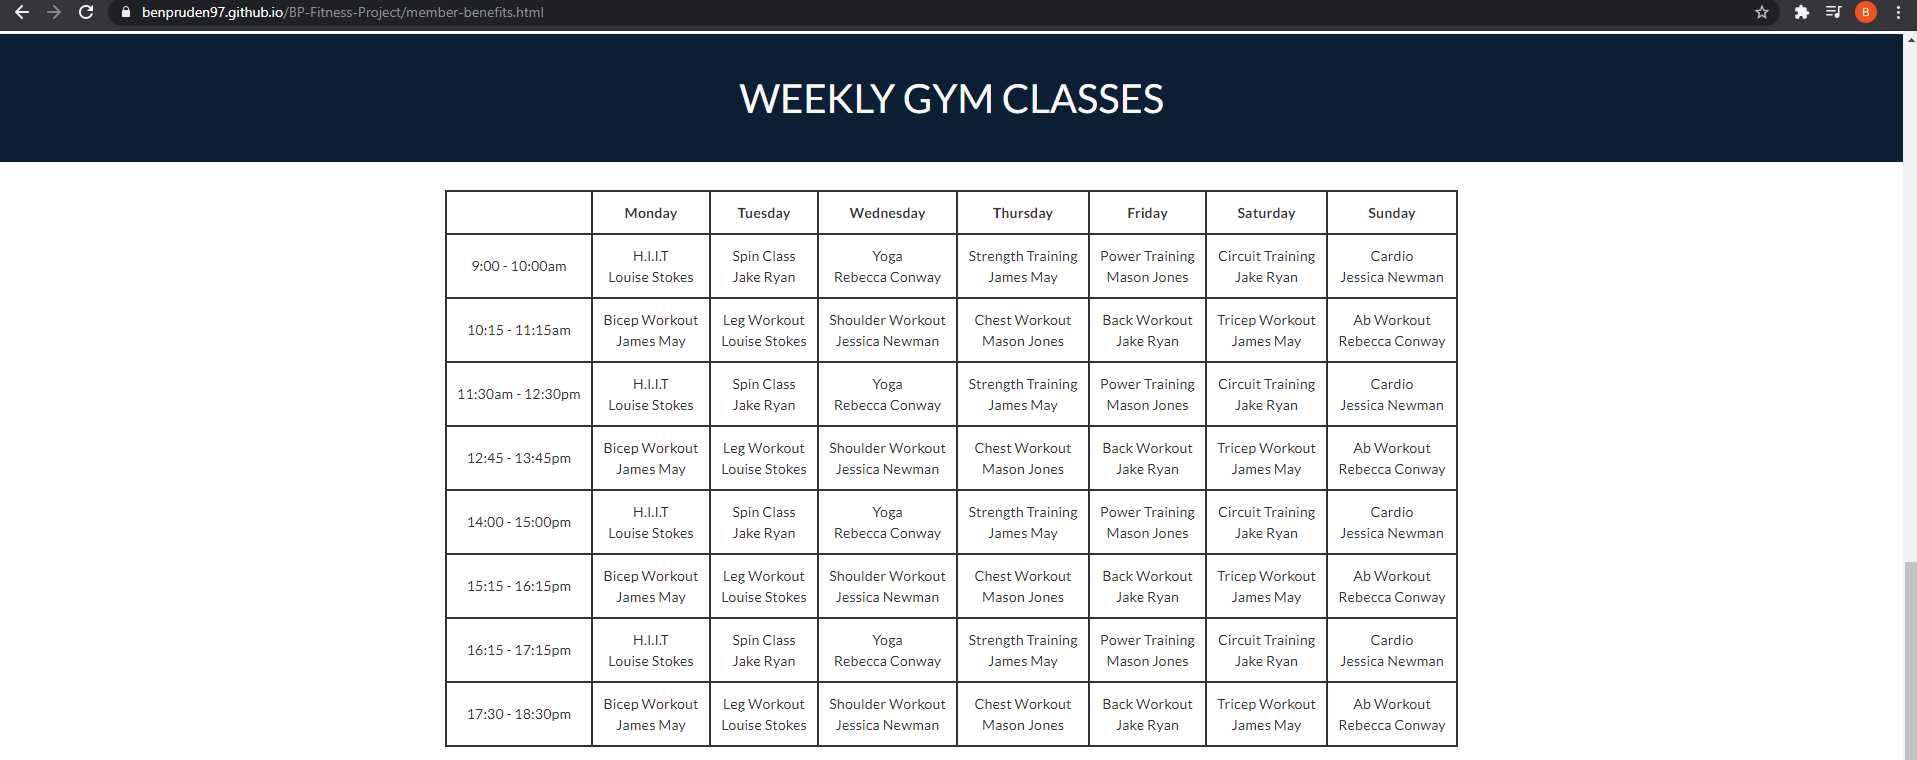 benpruden97.github.io/BP-Fitness-Project/member-benefits.html
B
WEEKLY GYM CLASSES
Monday Tuesday Wednesday Thursday Friday Saturday Sunday
9:00 - 10:00am
H.I.I.T Spin Class Yoga Strength Training Power Training Circuit Training Cardio
Louise Stokes Jake Ryan Rebecca Conway James May Mason Jones Jake Ryan Jessica Newman
10:15 - 11:15am
Bicep Workout Leg Workout Shoulder Workout Chest Workout Back Workout Tricep Workout Ab Workout
James May Louise Stokes Jessica Newman Mason Jones Jake Ryan James May Rebecca Conway
11:30am - 12:30pm
H.I.I.T Spin Class Yoga Strength Training Power Training Circuit Training Cardio
Louise Stokes Jake Ryan Rebecca Conway James May Mason Jones Jake Ryan Jessica Newman
12:45 - 13:45pm
Bicep Workout Leg Workout Shoulder Workout Chest Workout Back Workout Tricep Workout Ab Workout
James May Louise Stokes Jessica Newman Mason Jones Jake Ryan James May Rebecca Conway
14:00 - 15:00pm
H.I.I.T Spin Class Yoga Strength Training Power Training Circuit Training Cardio
Louise Stokes Jake Ryan Rebecca Conway James May Mason Jones Jake Ryan Jessica Newman
15:15 - 16:15pm
Bicep Workout Leg Workout Shoulder Workout Chest Workout Back Workout Tricep Workout Ab Workout
James May Louise Stokes Jessica Newman Mason Jones Jake Ryan James May Rebecca Conway
16:15 - 17:15pm
H.I.I.T Spin Class Yoga Strength Training Power Training Circuit Training Cardio
Louise Stokes Jake Ryan Rebecca Conway James May Mason Jones Jake Ryan Jessica Newman
17:30 - 18:30pm
Bicep Workout Leg Workout Shoulder Workout Chest Workout Back Workout Tricep Workout Ab Workout
James May Louise Stokes Jessica Newman Mason Jones Jake Ryan James May Rebecca Conway